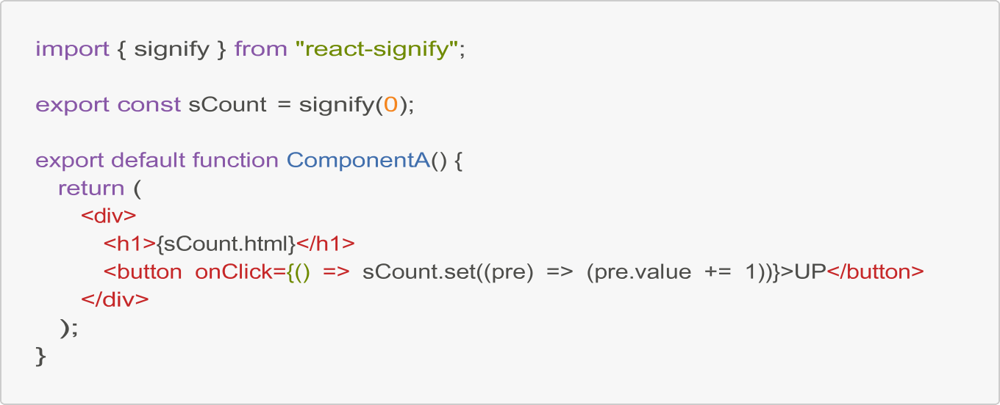 import { signify } from "react-signify";
export const sCount = signify(0);
export default function ComponentA() {
return (
<div>
<h1>{sCount.html}</h1>
<button onClick={() => sCount.set((pre) => (pre.value += 1))}>UP</button>
</div>
);
}